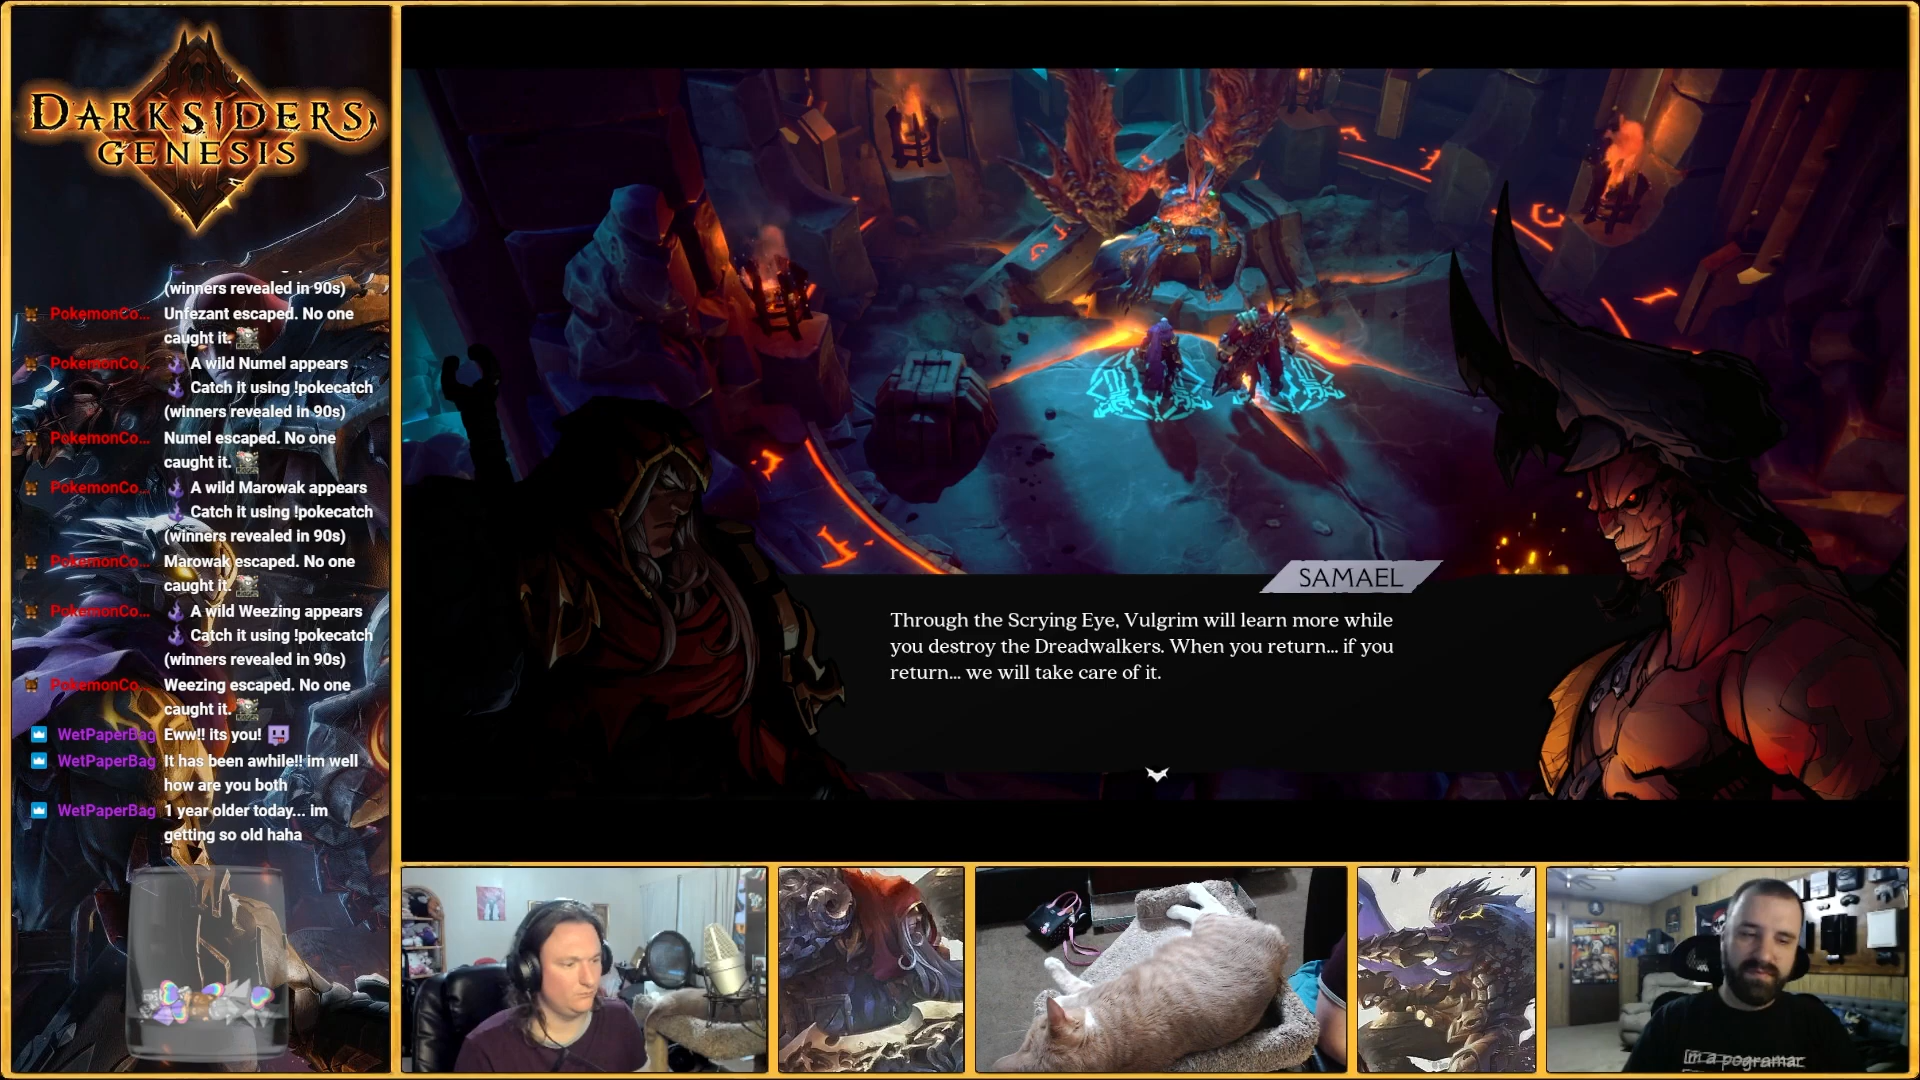 DARKSIDERS
GENESIS
(winners revealed in 90s)
PokemonCo... Unfezant escaped. No one
caught it.
PokemonCo... A wild Numel appears
Catch it using !pokecatch
(winners revealed in 90s)
PokemonCo... Numel escaped. No one
caught it.
PokemonCo... A wild Marowak appears
Catch it using !pokecatch
(winners revealed in 90s)
PokemonCo... Marowak escaped. No one
caught it.
PokemonCo... A wild Weezing appears
Catch it using !pokecatch
(winners revealed in 90s)
PokemonCo... Weezing escaped. No one
caught it.
WetPaperBag Eww!! its you!
WetPaperBag It has been awhile!! im well
how are you both
WetPaperBag 1 year older today... im
getting so old haha
SAMAEL
Through the Scrying Eye, Vulgrim will learn more while
you destroy the Dreadwalkers. When you return... if you
return... we will take care of it.
I'm a pogramar